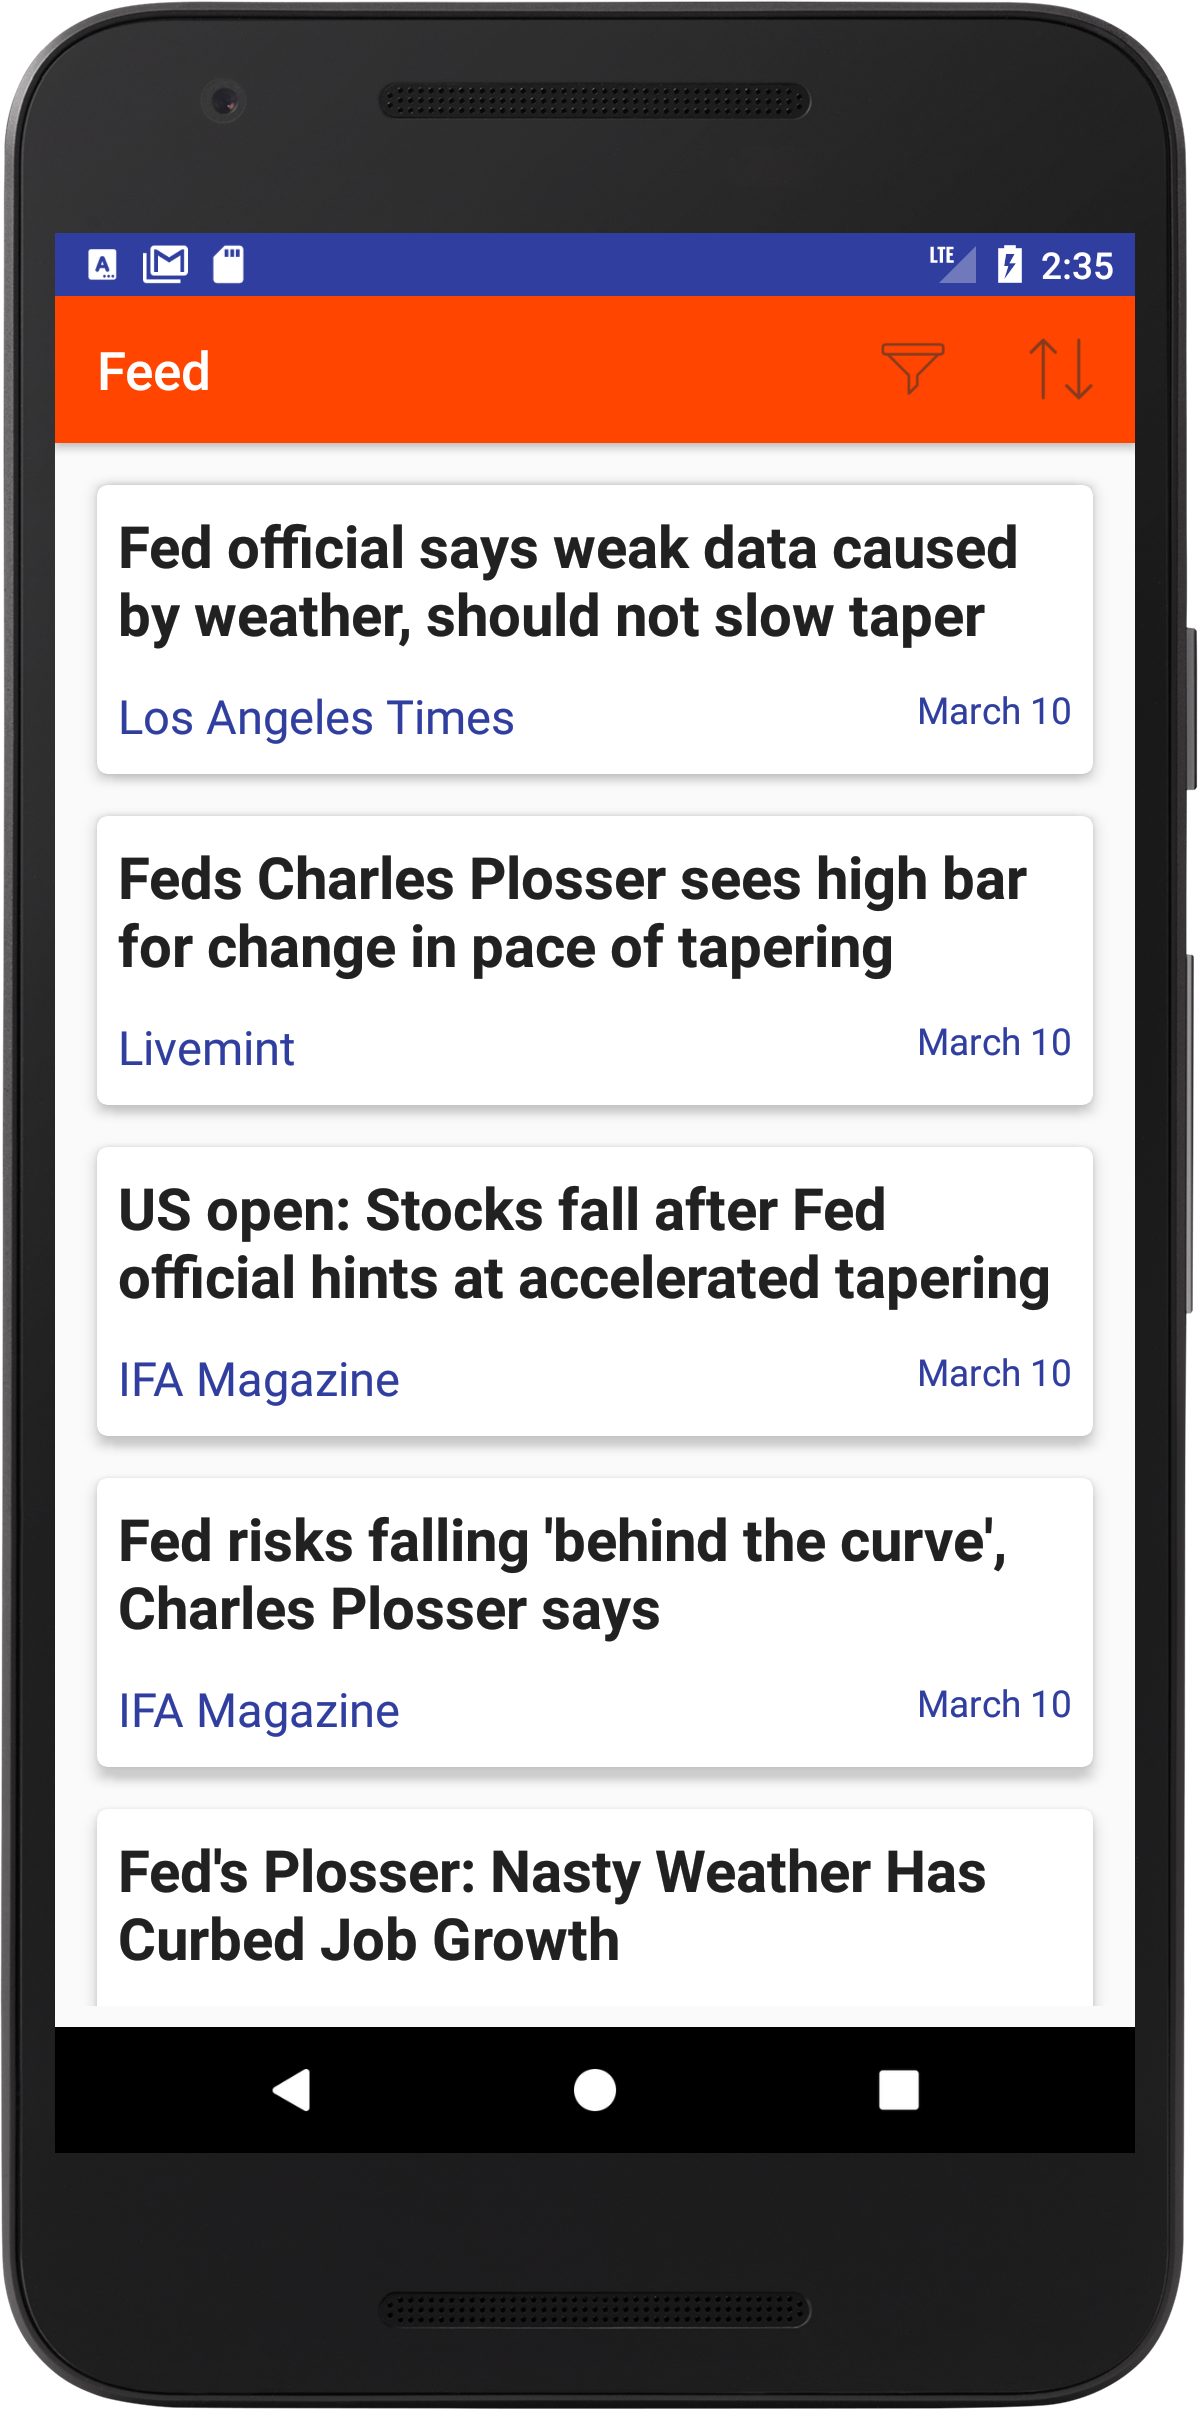 LTE 2:35
Feed
Fed official says weak data caused
by weather, should not slow taper
Los Angeles Times March 10
Feds Charles Plosser sees high bar
for change in pace of tapering
Livemint March 10
US open: Stocks fall after Fed
official hints at accelerated tapering
IFA Magazine March 10
Fed risks falling 'behind the curve',
Charles Plosser says
IFA Magazine March 10
Fed's Plosser: Nasty Weather Has
Curbed Job Growth